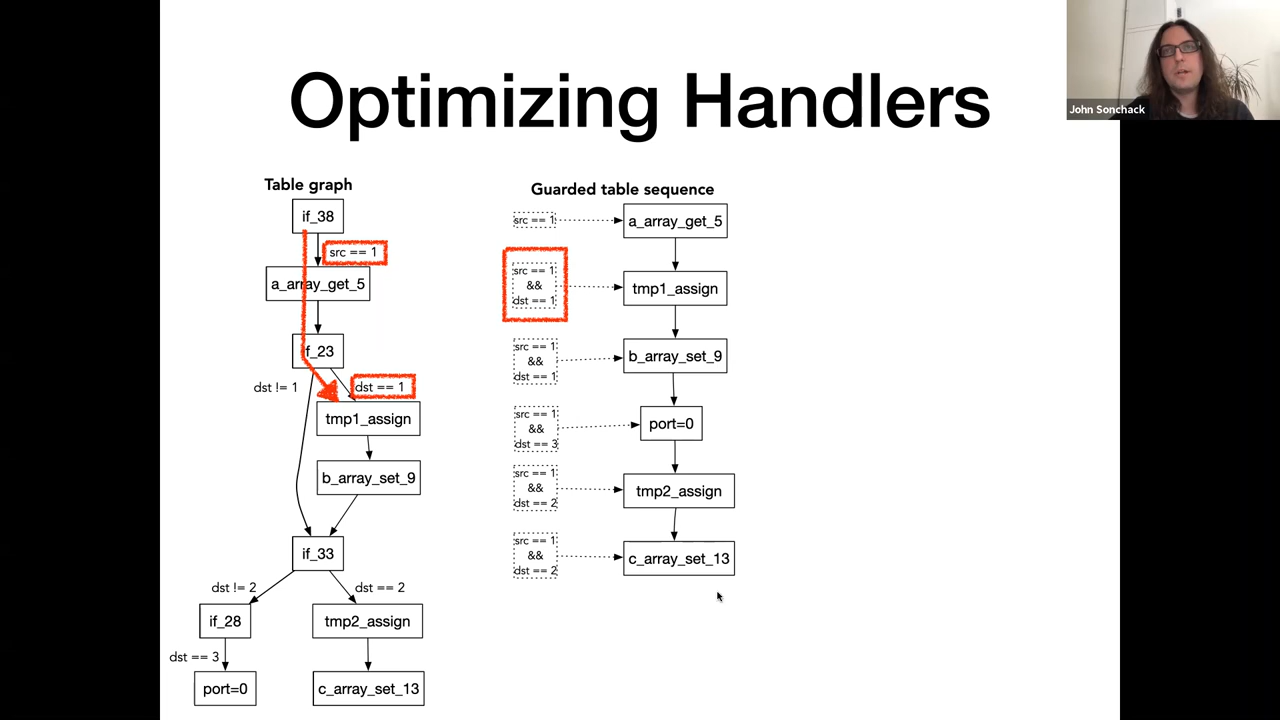 John Sonchack
Optimizing Handlers
Table graph
if_38
src == 1
a_array_get_5
f_23
dst != 1
dst == 1
tmp1_assign
b_array_set_9
if_33
dst != 2
dst == 2
if_28
tmp2_assign
dst == 3
port=0
c_array_set_13
Guarded table sequence
src == 1
a_array_get_5
src == 1
&&
dst == 1
tmp1_assign
src == 1
&&
dst == 1
b_array_set_9
src == 1
&&
dst == 3
port=0
src == 1
&&
dst == 2
tmp2_assign
src == 1
&&
dst == 2
c_array_set_13